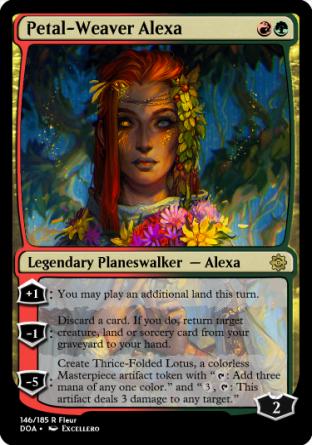 Petal-Weaver Alexa
Legendary Planeswalker — Alexa
+1: You may play an additional land this turn.
-1: Discard a card. If you do, return target
creature, land or sorcery card from your
graveyard to your hand.
-5: Create Thrice-Folded Lotus, a colorless
Masterpiece artifact token with “: Add three
mana of any one color.” and “3, : This
artifact deals 3 damage to any target.”
2
146/185 R Fleur
DOA • Excellero